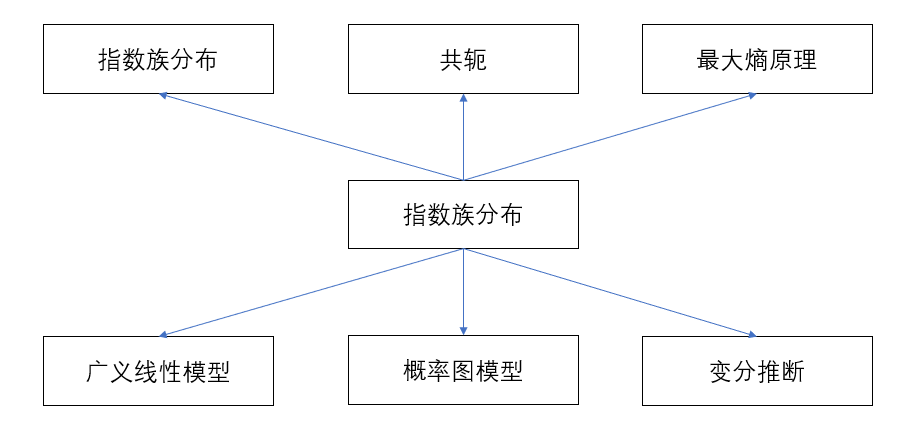 指数族分布
共轭
最大熵原理
指数族分布
广义线性模型
概率图模型
变分推断